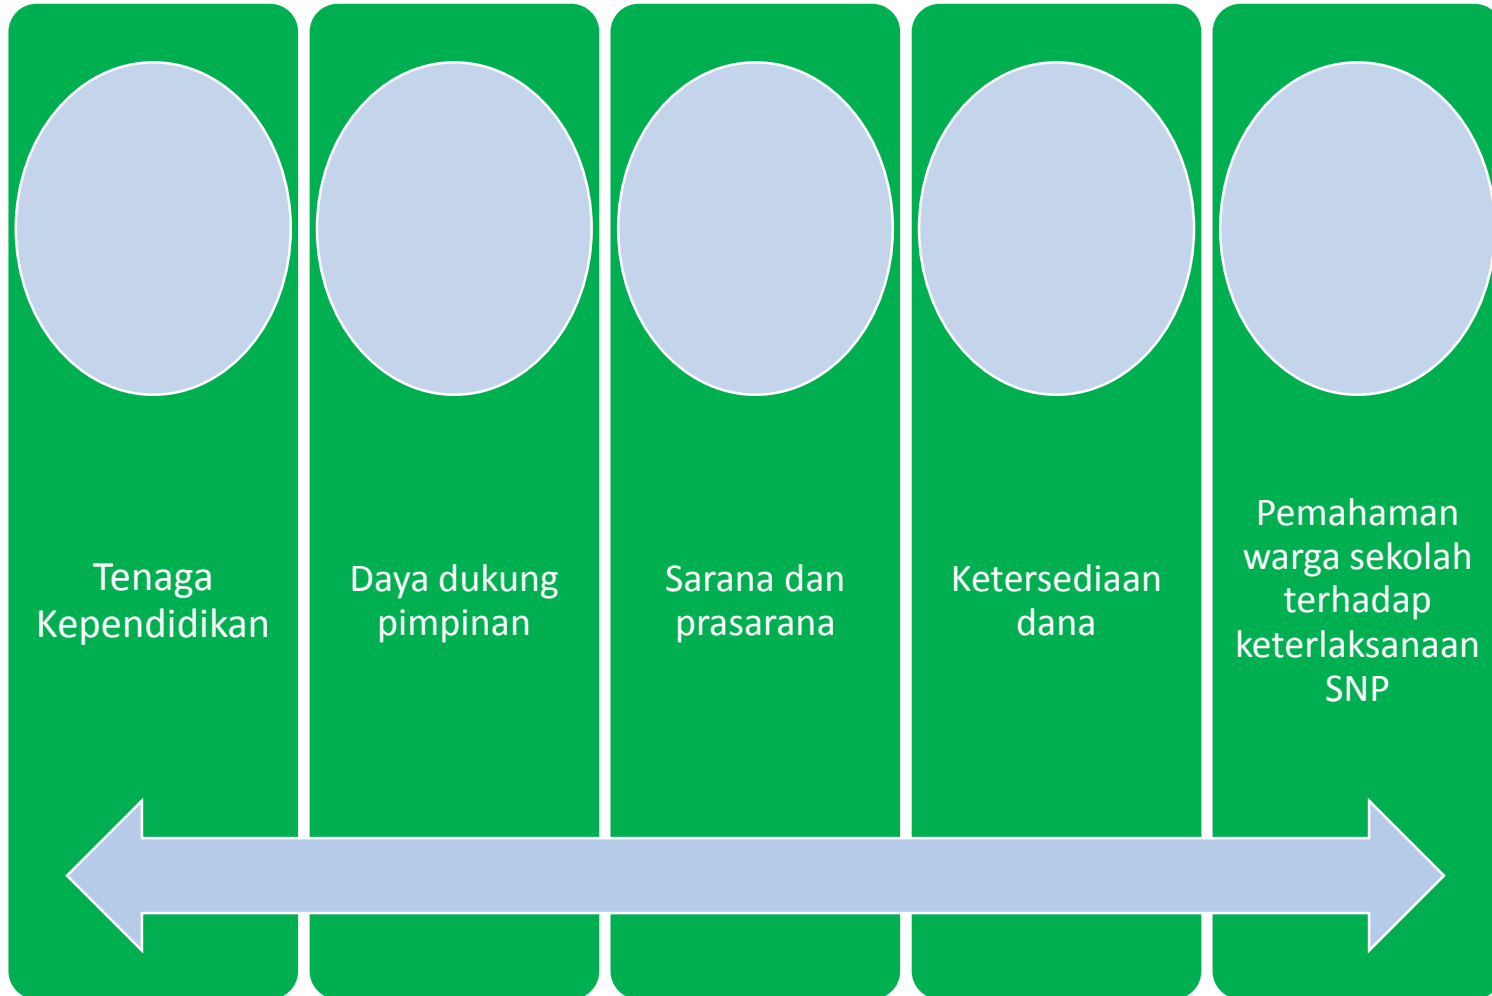 Tenaga
Kependidikan
Daya dukung
pimpinan
Sarana dan
prasarana
Ketersediaan
dana
Pemahaman
warga sekolah
terhadap
keterlaksanaan
SNP